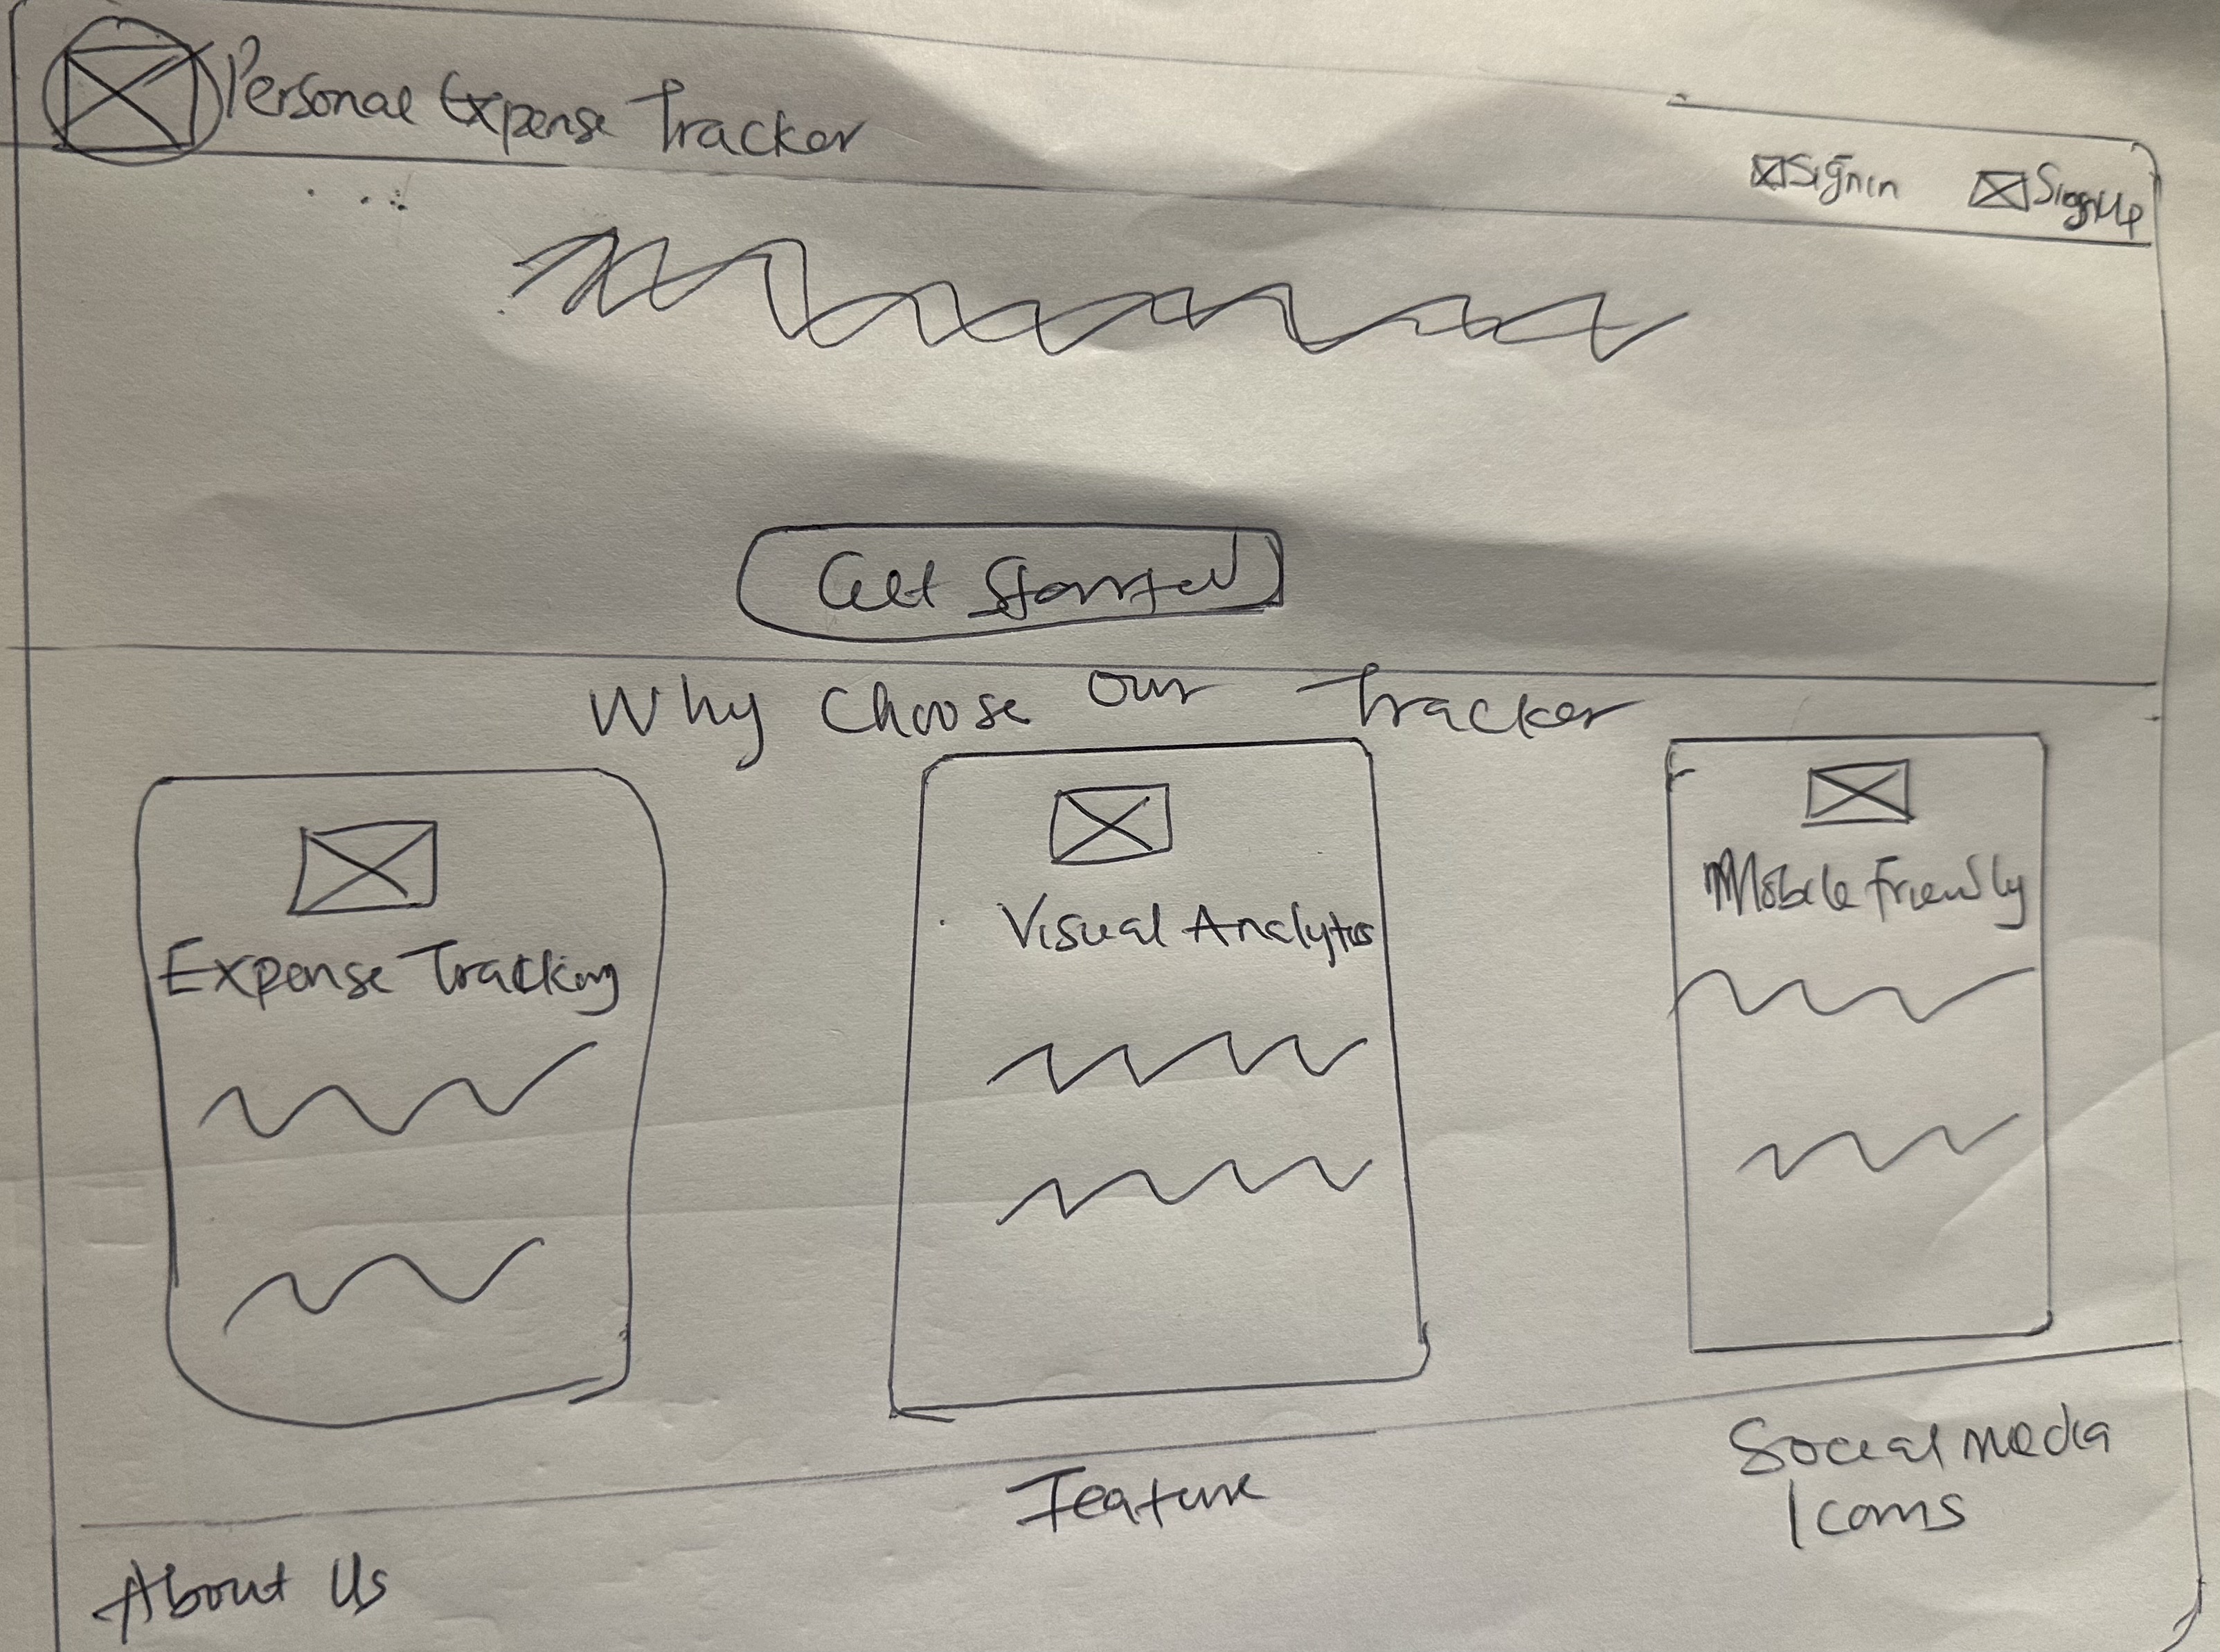 Personal Expense Tracker
Signin
SignUp
Get Started
Why Choose Our Tracker
Expense Tracking
Visual Analytics
Mobile Friendly
About Us
Feature
Social media
Icons